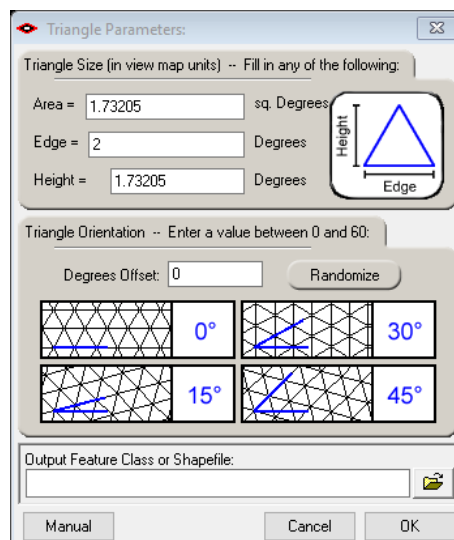 Triangle Parameters:
Triangle Size (in view map units) -- Fill in any of the following:
Area = 1.73205 sq. Degrees
Edge = 2 Degrees
Height = 1.73205 Degrees
Height
Edge
Triangle Orientation -- Enter a value between 0 and 60:
Degrees Offset: 0 Randomize
0° 30°
15° 45°
Output Feature Class or Shapefile:
Manual Cancel OK